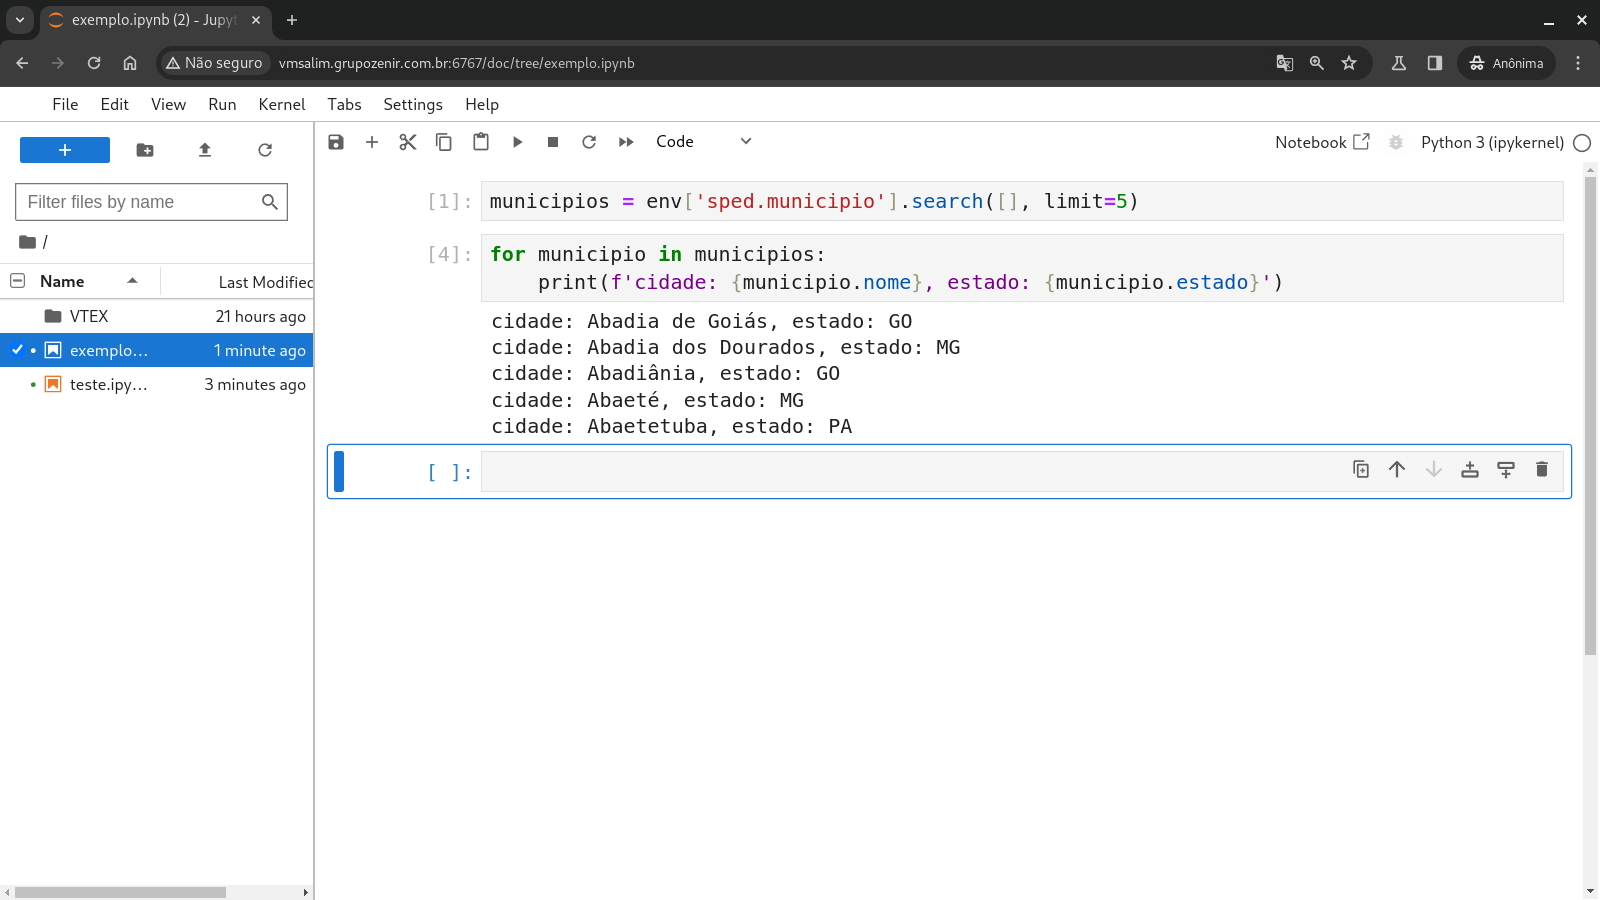 exemplo.ipynb (2) - Jupyt
Não seguro
vmsalim.grupozenir.com.br:6767/doc/tree/exemplo.ipynb
Anônima
File Edit View Run Kernel Tabs Settings Help
Code
Notebook
Python 3 (ipykernel)
Filter files by name
/
Name
Last Modified
VTEX 21 hours ago
exemplo... 1 minute ago
teste.ipy... 3 minutes ago
[1]: municipios = env['sped.municipio'].search([], limit=5)
[4]: for municipio in municipios:
    print(f'cidade: {municipio.nome}, estado: {municipio.estado}')
cidade: Abadia de Goiás, estado: GO
cidade: Abadia dos Dourados, estado: MG
cidade: Abadiânia, estado: GO
cidade: Abaeté, estado: MG
cidade: Abaetetuba, estado: PA
[ ]: